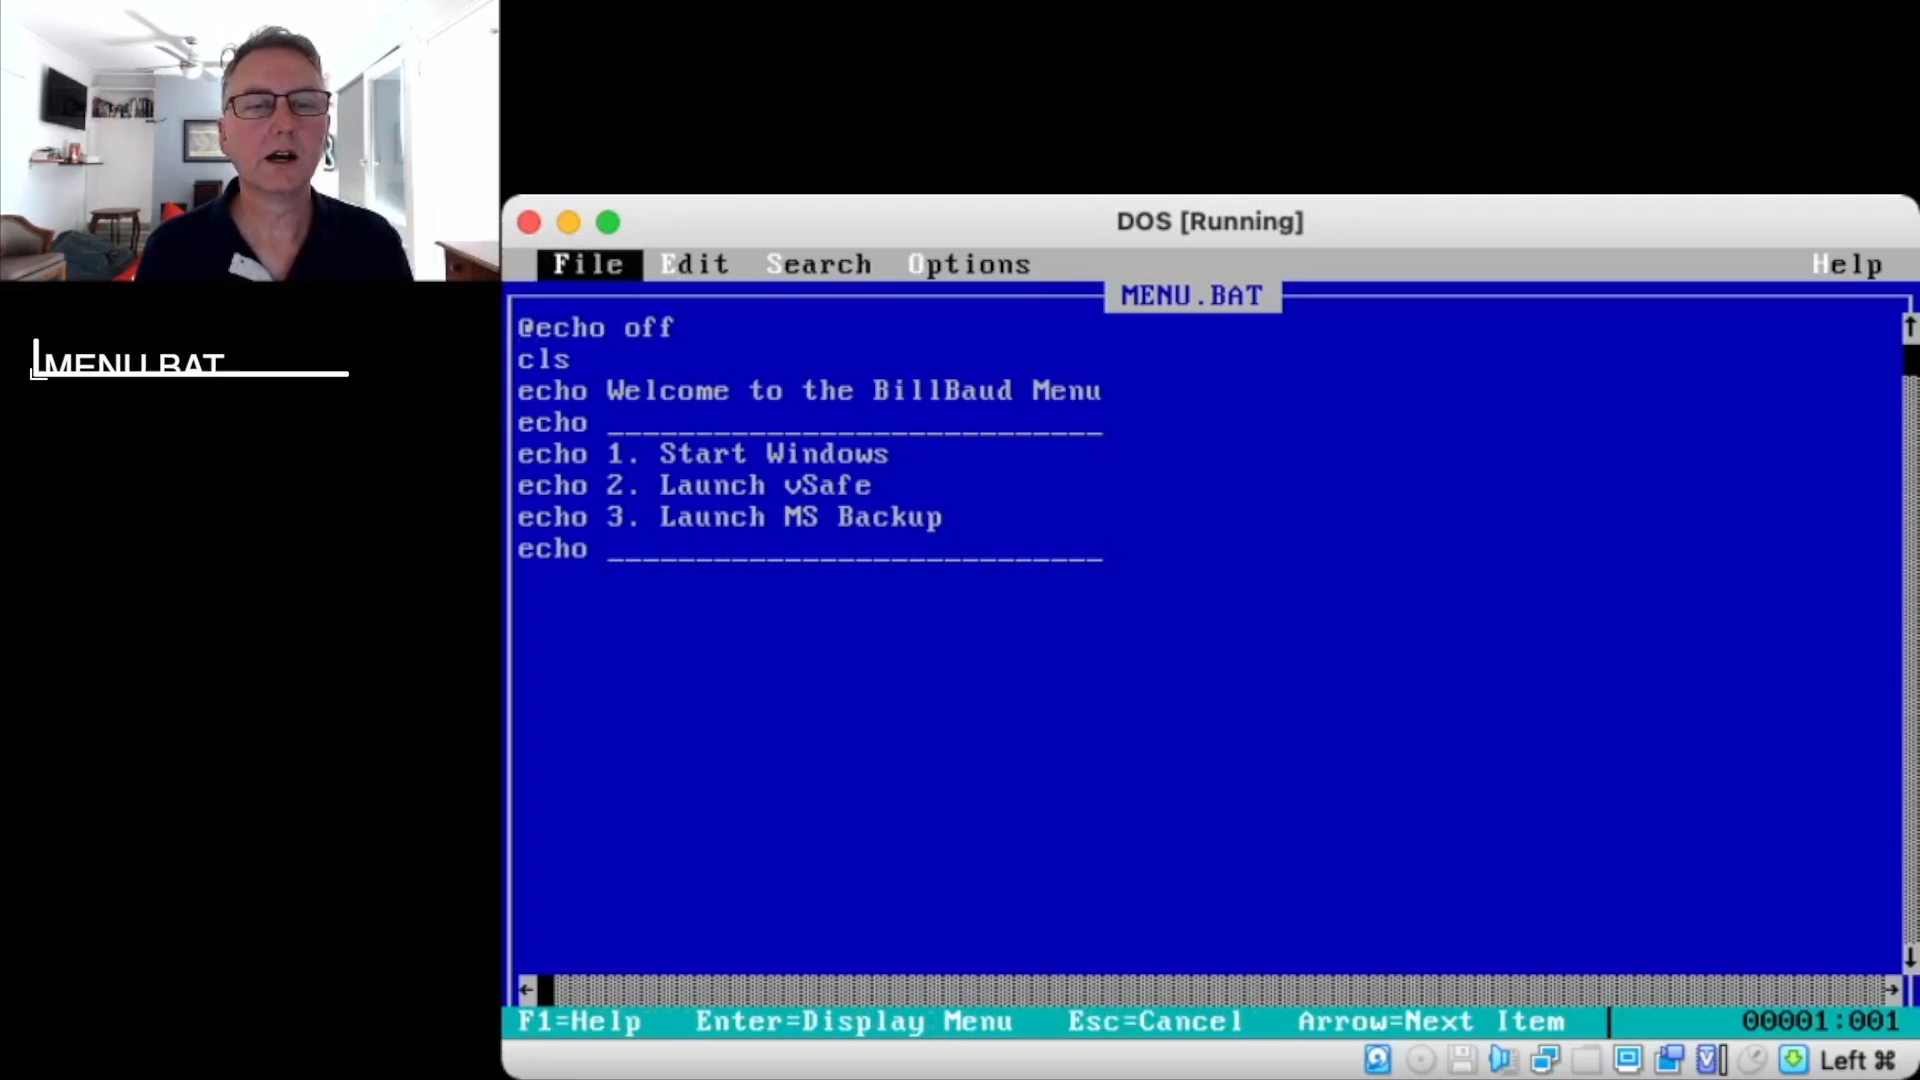 DOS [Running]
File Edit Search Options Help
MENU.BAT
@echo off
cls
echo Welcome to the BillBaud Menu
echo ____________________________
echo 1. Start Windows
echo 2. Launch vSafe
echo 3. Launch MS Backup
echo ____________________________
MENU.BAT
F1=Help Enter=Display Menu Esc=Cancel Arrow=Next Item 00001:001
Left ⌘